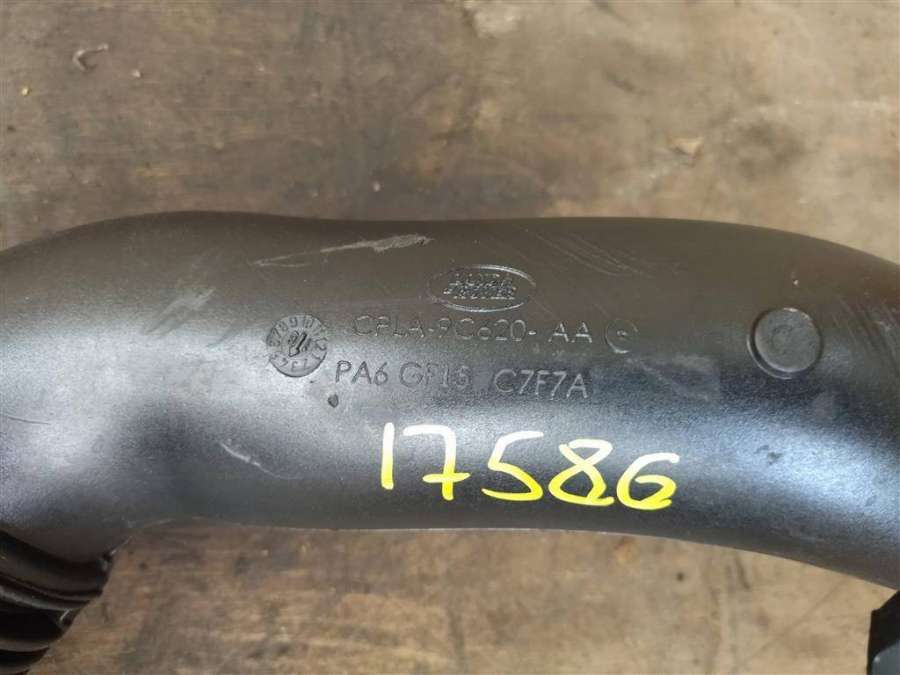 LAND
ROVER
CPLA-9C620-AA
PA6 GF15 C7F7A
17586